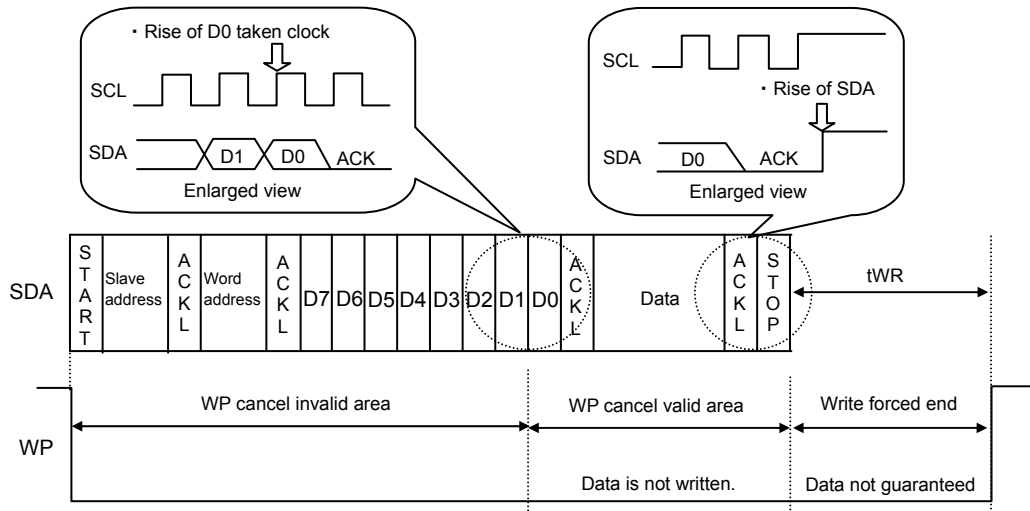 ・Rise of D0 taken clock
SCL
SDA
D1
D0
ACK
Enlarged view
SCL
・Rise of SDA
SDA
D0
ACK
Enlarged view
SDA
START
Slave
address
ACKL
Word
address
ACKL
D7
D6
D5
D4
D3
D2
D1
D0
ACKL
Data
ACKL
STOP
tWR
WP cancel invalid area
WP cancel valid area
Write forced end
WP
Data is not written.
Data not guaranteed